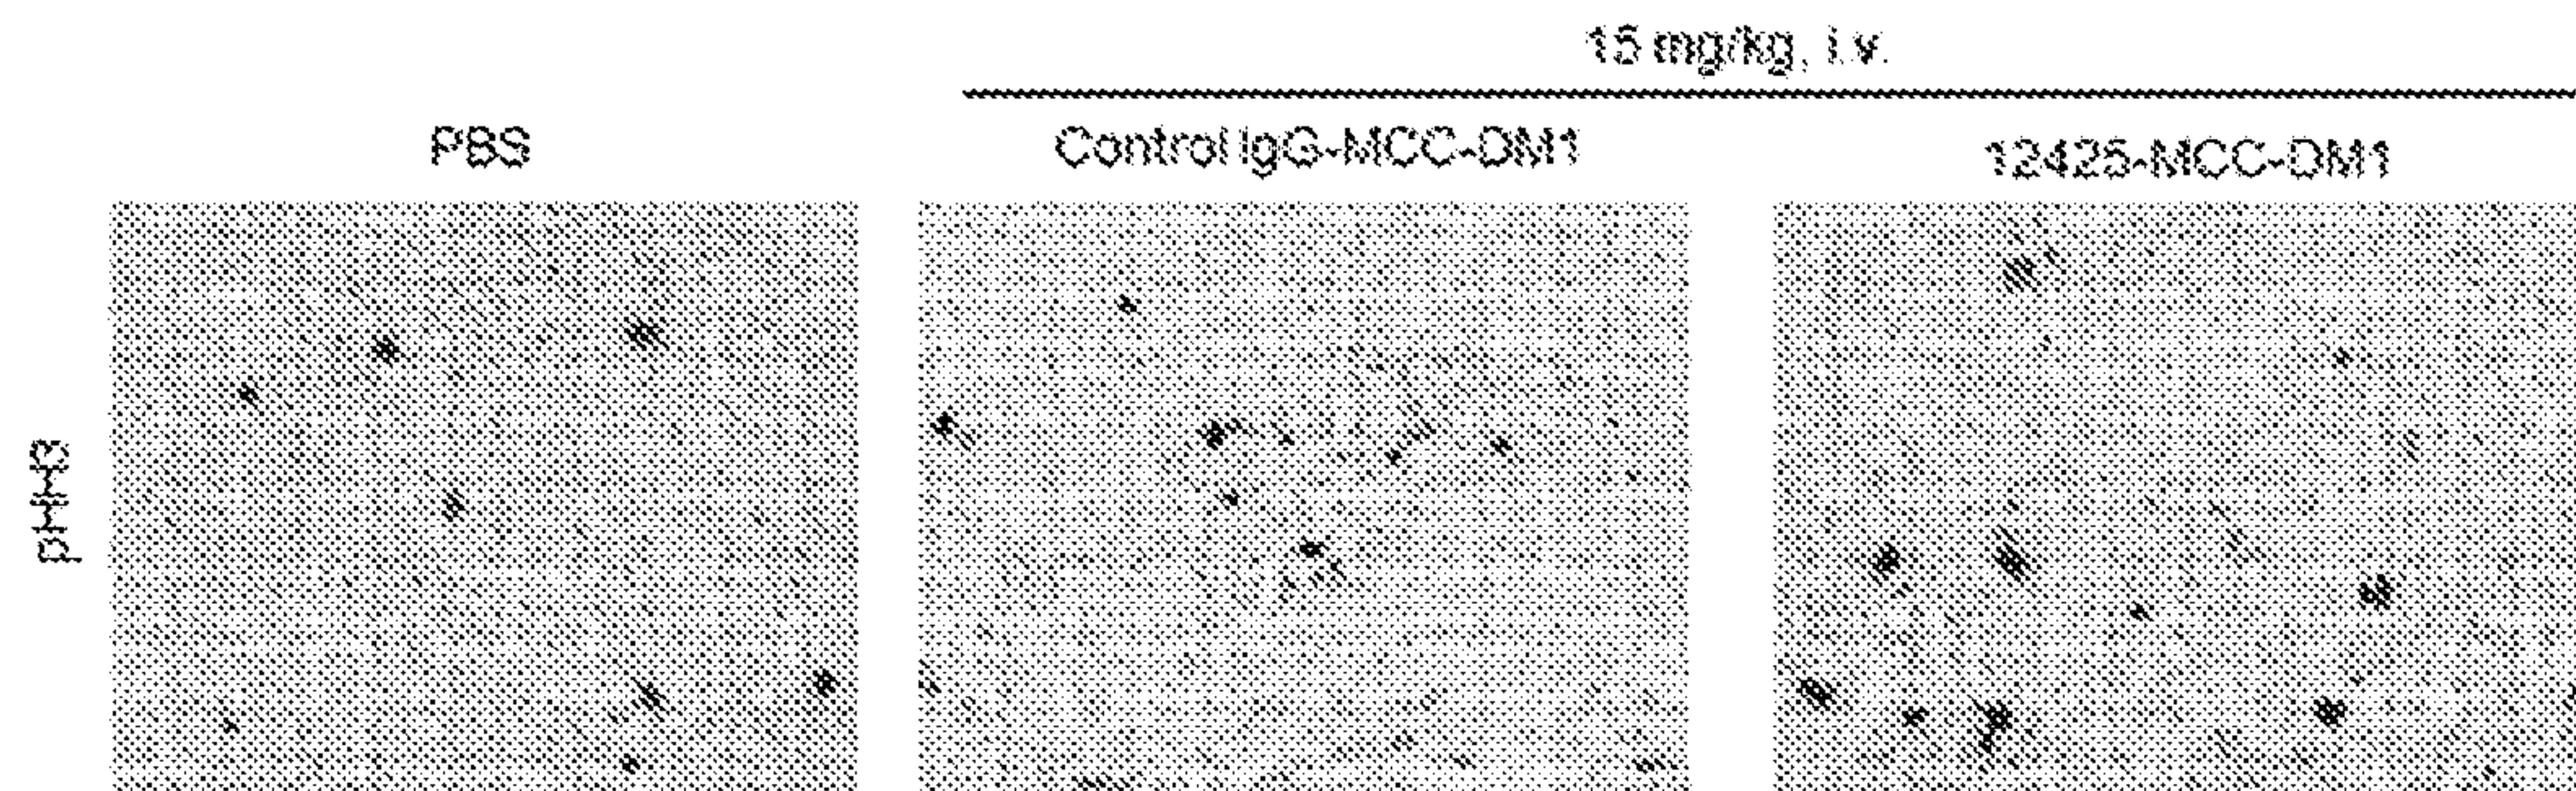 15 mg/kg, i.v.
PBS
Control IgG-MCC-DM1
12425-MCC-DM1
pHH3